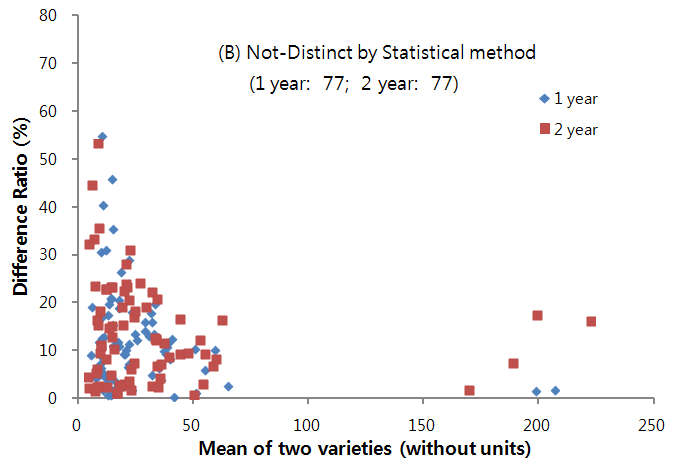 80
(B) Not-Distinct by Statistical method
(1 year:  77;  2 year:  77)
70
60
50
40
30
20
10
0
1 year
2 year
Difference Ratio (%)
0 50 100 150 200 250
Mean of two varieties (without units)